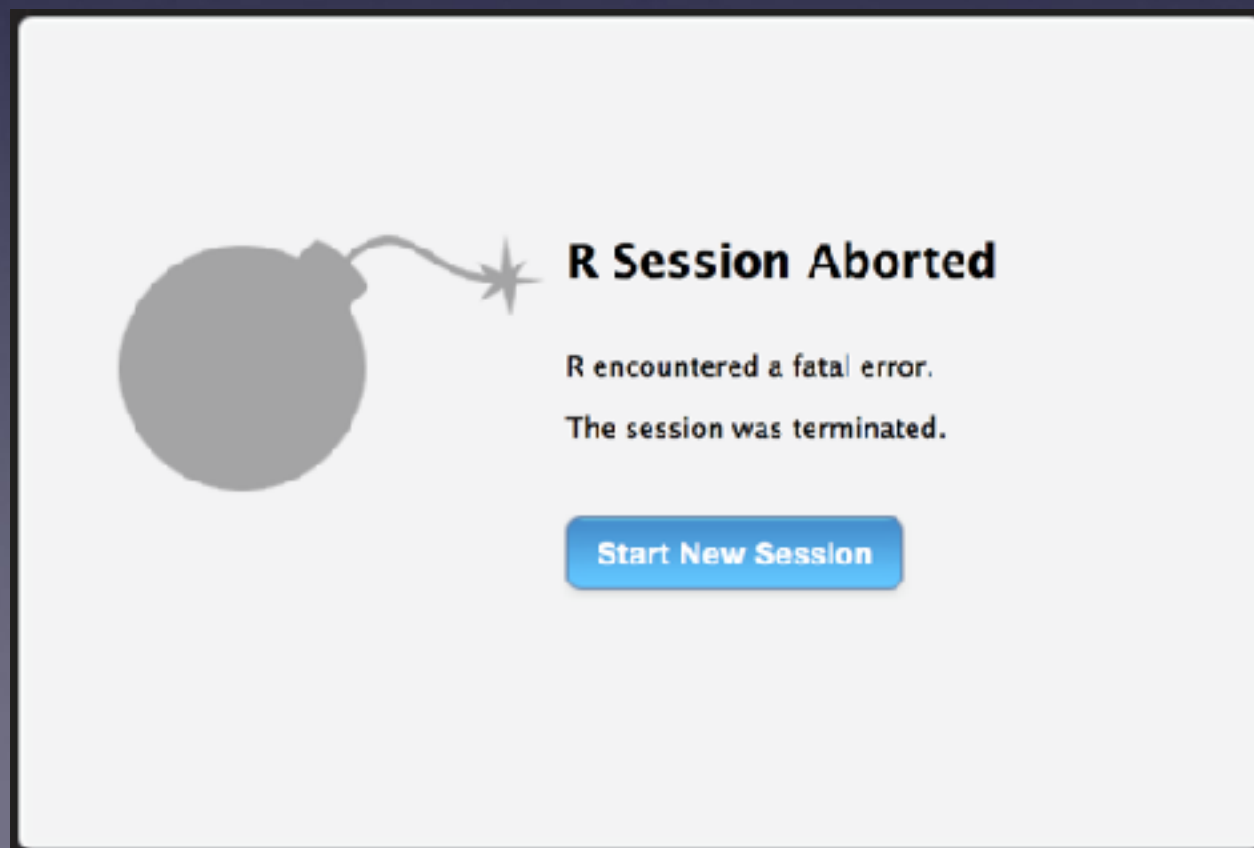 R Session Aborted
R encountered a fatal error.
The session was terminated.
Start New Session